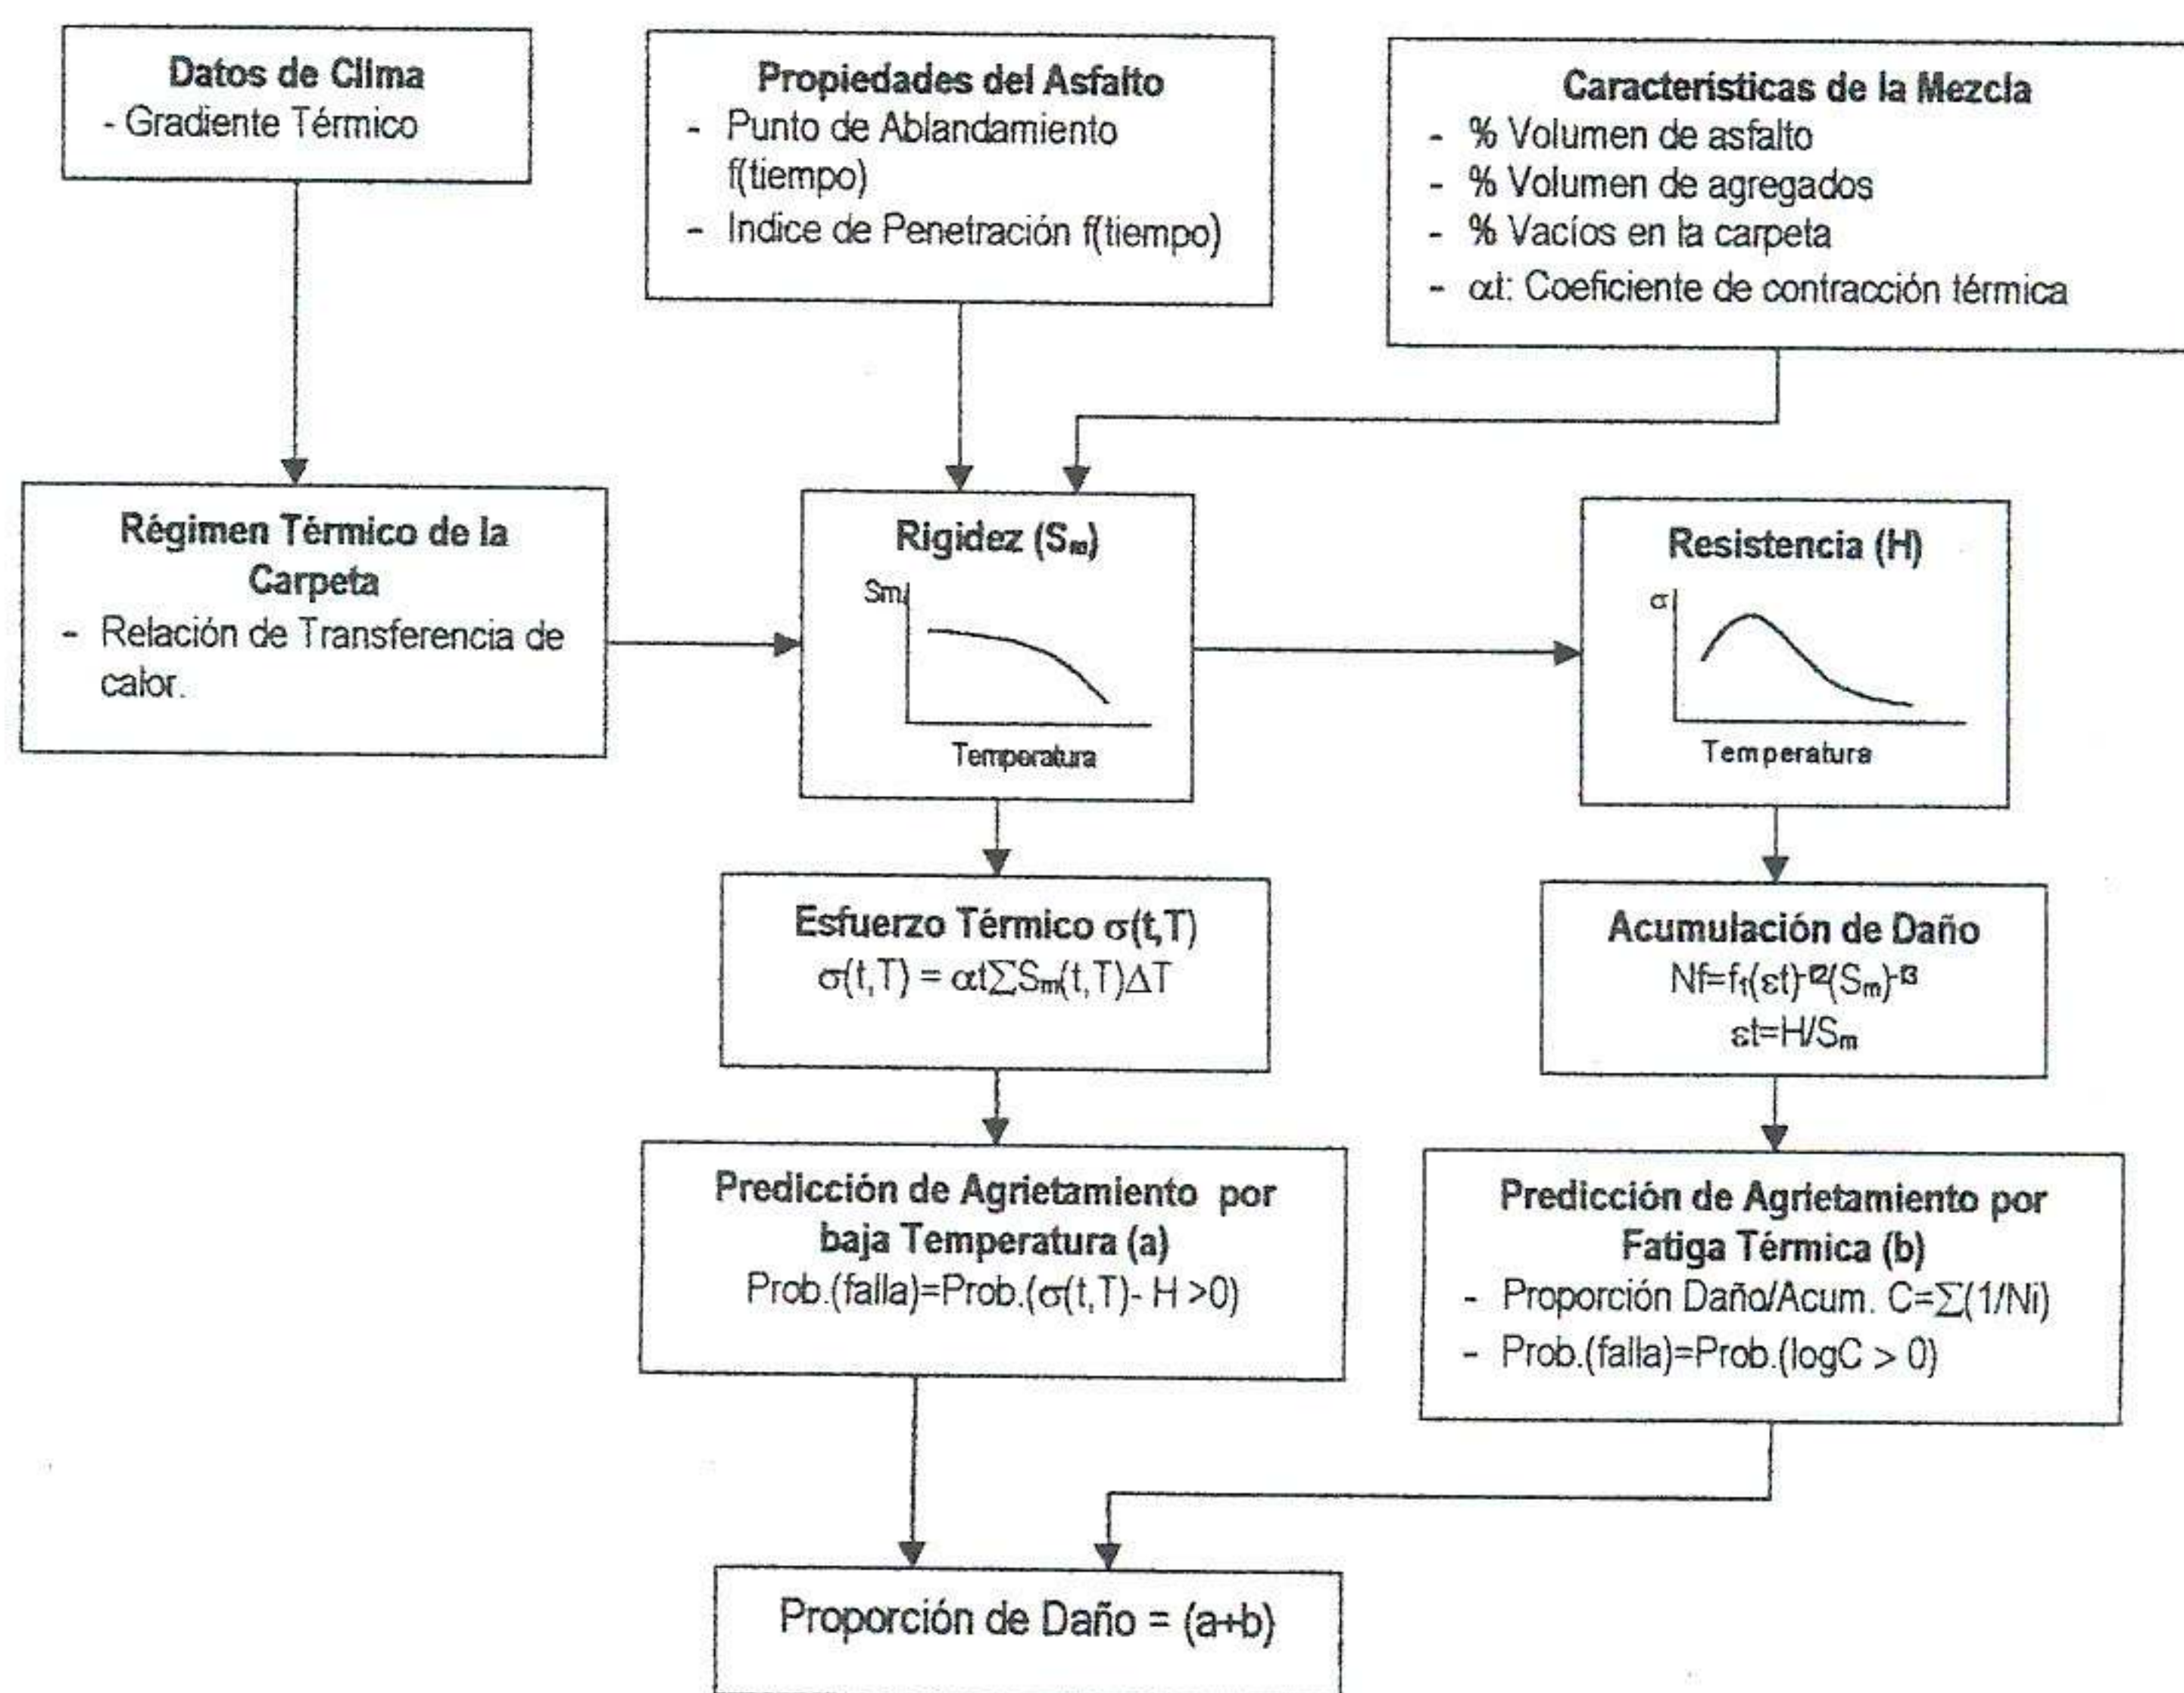 Datos de Clima
- Gradiente Térmico
Propiedades del Asfalto
- Punto de Ablandamiento
f(tiempo)
- Indice de Penetración f(tiempo)
Características de la Mezcla
- % Volumen de asfalto
- % Volumen de agregados
- % Vacíos en la carpeta
- αt: Coeficiente de contracción térmica
Régimen Térmico de la
Carpeta
- Relación de Transferencia de
calor.
Rigidez (Sm)
Sm
Temperatura
Resistencia (H)
σ
Temperatura
Esfuerzo Térmico σ(t,T)
σ(t,T) = αt∑Sm(t,T)ΔT
Acumulación de Daño
Nf=f1(εt)-f2(Sm)-f3
εt=H/Sm
Predicción de Agrietamiento por
baja Temperatura (a)
Prob.(falla)=Prob.(σ(t,T)- H >0)
Predicción de Agrietamiento por
Fatiga Térmica (b)
- Proporción Daño/Acum. C=∑(1/Ni)
- Prob.(falla)=Prob.(logC > 0)
Proporción de Daño = (a+b)